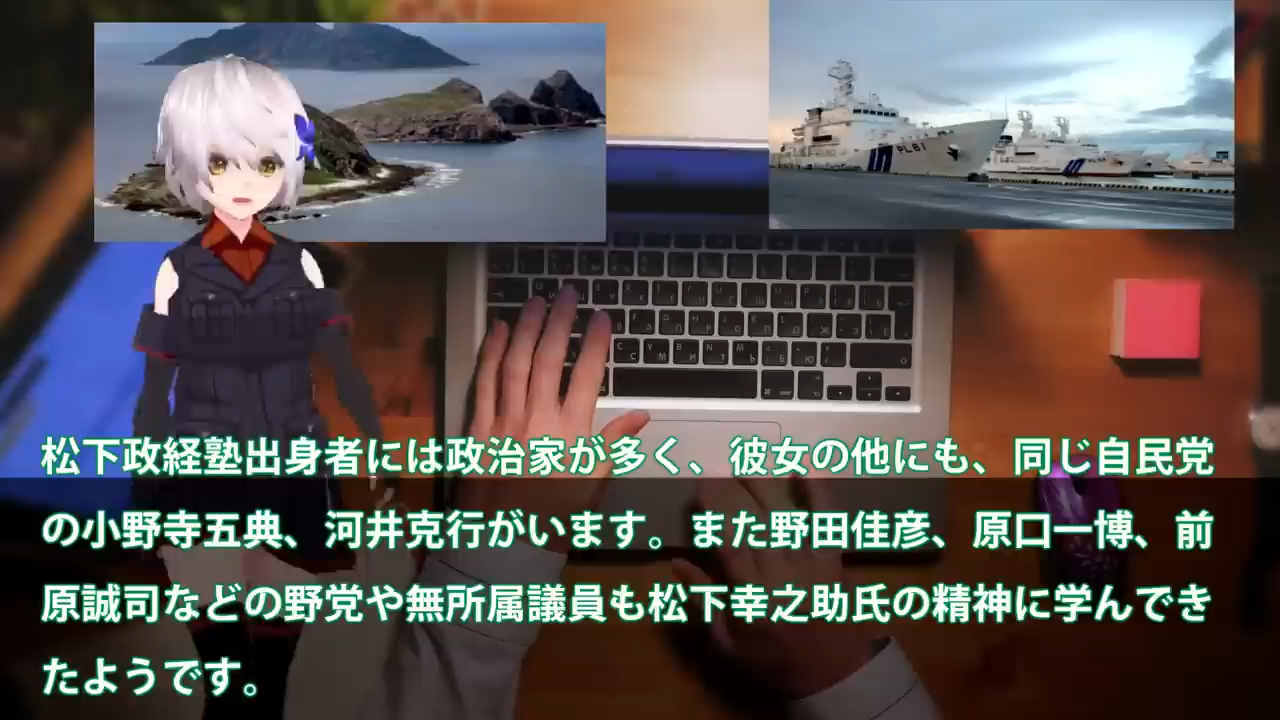 PL81
松下政経塾出身者には政治家が多く、彼女の他にも、同じ自民党
の小野寺五典、河井克行がいます。また野田佳彦、原口一博、前
原誠司などの野党や無所属議員も松下幸之助氏の精神に学んでき
たようです。